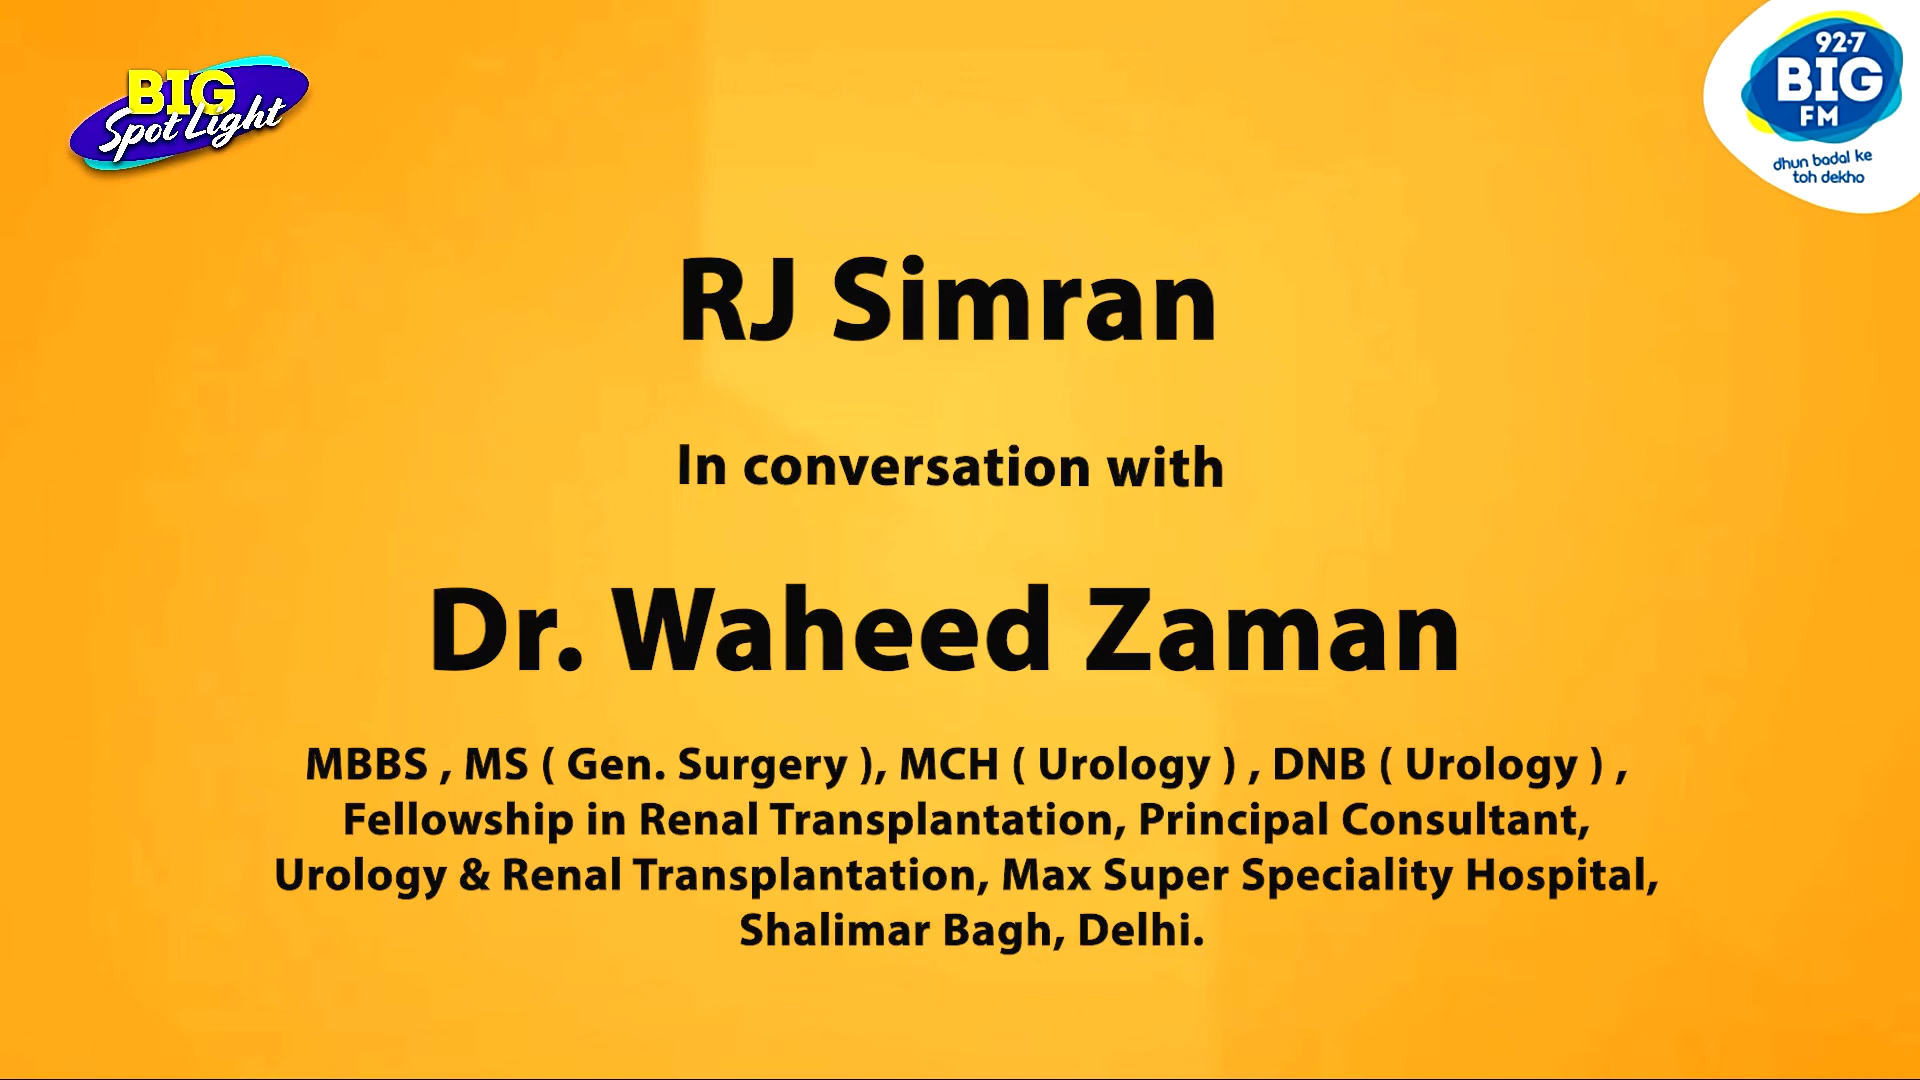 BIG
Spot Light
92.7
BIG
FM
dhun badal ke
toh dekho
RJ Simran
In conversation with
Dr. Waheed Zaman
MBBS , MS ( Gen. Surgery ), MCH ( Urology ) , DNB ( Urology ) ,
Fellowship in Renal Transplantation, Principal Consultant,
Urology & Renal Transplantation, Max Super Speciality Hospital,
Shalimar Bagh, Delhi.